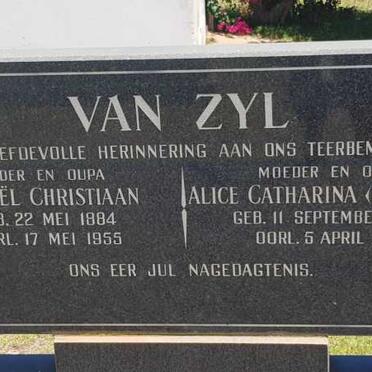 VAN ZYL
EFDEVOLLE HERINNERING AAN ONS TEERBEM
DER EN OUPA
ËL CHRISTIAAN
B. 22 MEI 1884
RL. 17 MEI 1955
MOEDER EN O
ALICE CATHARINA (
GEB. 11 SEPTEMBE
OORL. 5 APRIL
ONS EER JUL NAGEDAGTENIS.